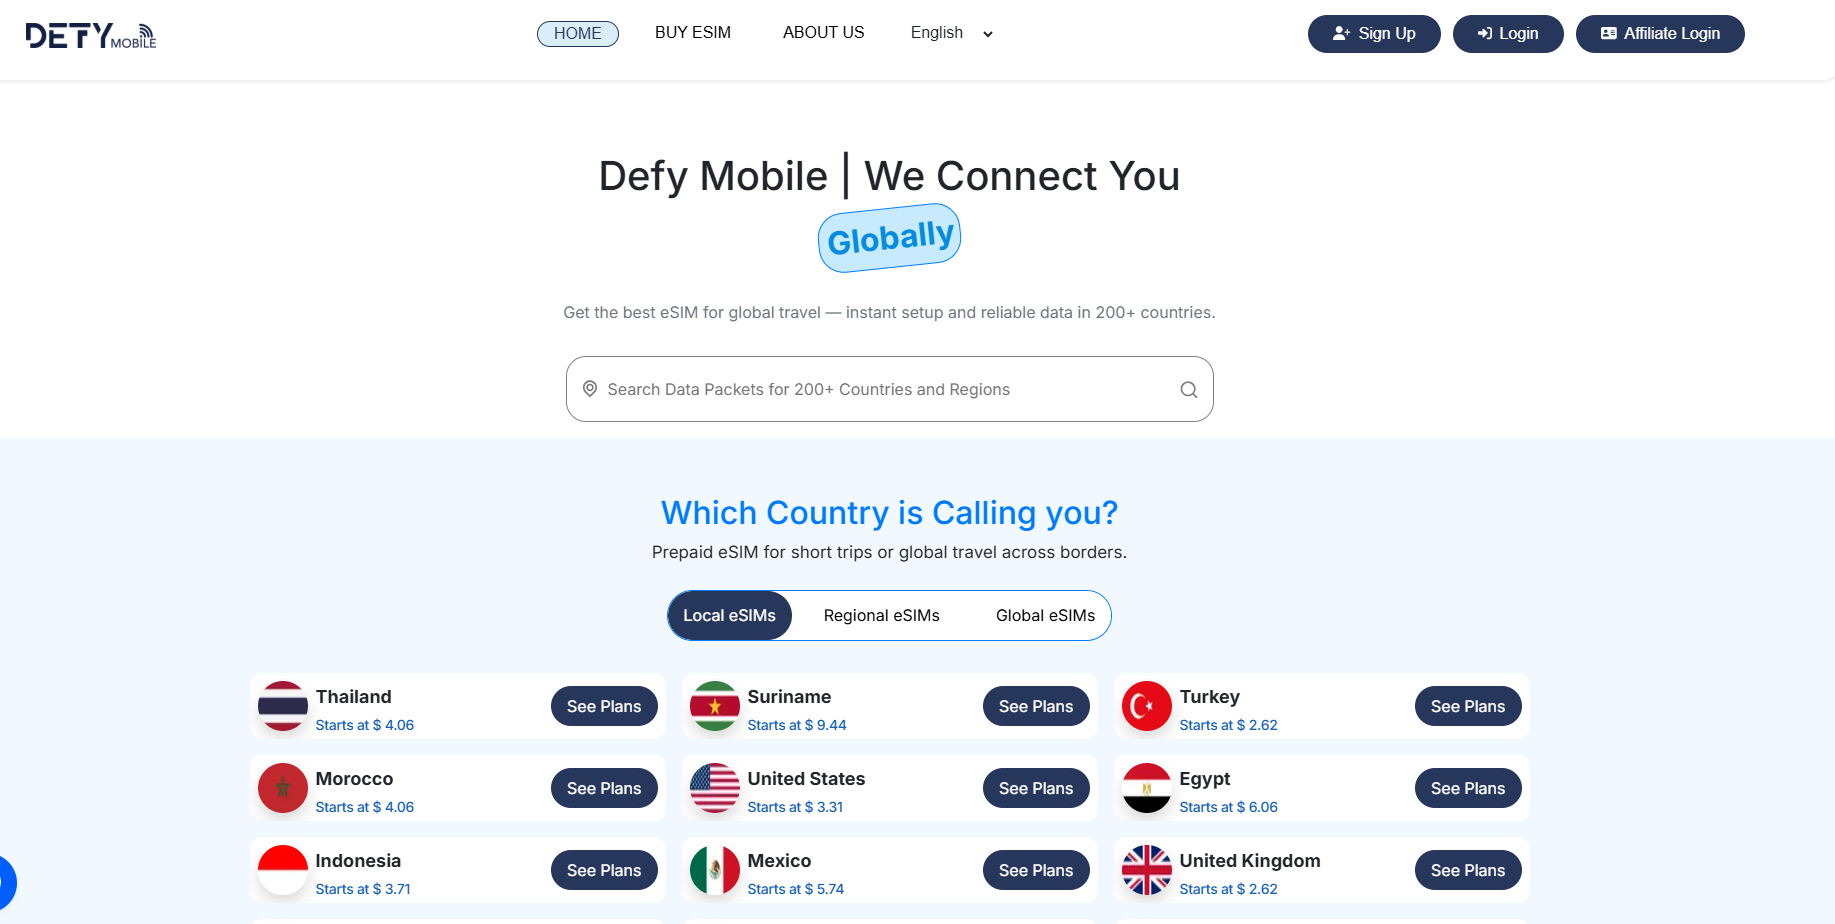 DEFY MOBILE
HOME
BUY ESIM
ABOUT US
English
Sign Up
Login
Affiliate Login
Defy Mobile | We Connect You
Globally
Get the best eSIM for global travel — instant setup and reliable data in 200+ countries.
Search Data Packets for 200+ Countries and Regions
Which Country is Calling you?
Prepaid eSIM for short trips or global travel across borders.
Local eSIMs
Regional eSIMs
Global eSIMs
Thailand
Starts at $ 4.06
See Plans
Suriname
Starts at $ 9.44
See Plans
Turkey
Starts at $ 2.62
See Plans
Morocco
Starts at $ 4.06
See Plans
United States
Starts at $ 3.31
See Plans
Egypt
Starts at $ 6.06
See Plans
Indonesia
Starts at $ 3.71
See Plans
Mexico
Starts at $ 5.74
See Plans
United Kingdom
Starts at $ 2.62
See Plans